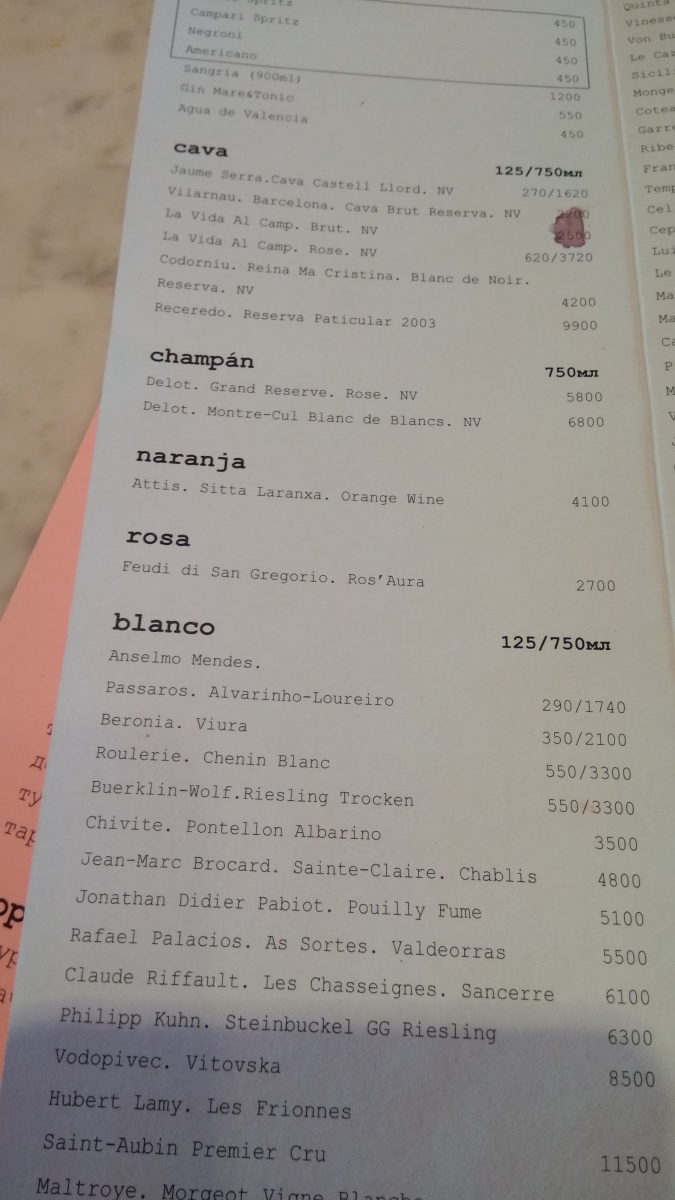 Spritz 450
Campari Spritz 450
Negroni 450
Americano 450
Sangria (900ml) 1200
Gin Mare&Tonic 550
Agua de Valencia 450
cava 125/750мл
Jaume Serra.Cava Castell Llord. NV 270/1620
Vilarnau. Barcelona. Cava Brut Reserva. NV 2200
La Vida Al Camp. Brut. NV 2500
La Vida Al Camp. Rose. NV 620/3720
Codorniu. Reina Ma Cristina. Blanc de Noir.
Reserva. NV 4200
Receredo. Reserva Paticular 2003 9900
champán 750мл
Delot. Grand Reserve. Rose. NV 5800
Delot. Montre-Cul Blanc de Blancs. NV 6800
naranja
Attis. Sitta Laranxa. Orange Wine 4100
rosa
Feudi di San Gregorio. Ros'Aura 2700
blanco 125/750мл
Anselmo Mendes.
Passaros. Alvarinho-Loureiro 290/1740
Beronia. Viura 350/2100
Roulerie. Chenin Blanc 550/3300
Buerklin-Wolf.Riesling Trocken 550/3300
Chivite. Pontellon Albarino 3500
Jean-Marc Brocard. Sainte-Claire. Chablis 4800
Jonathan Didier Pabiot. Pouilly Fume 5100
Rafael Palacios. As Sortes. Valdeorras 5500
Claude Riffault. Les Chasseignes. Sancerre 6100
Philipp Kuhn. Steinbuckel GG Riesling 6300
Vodopivec. Vitovska 8500
Hubert Lamy. Les Frionnes
Saint-Aubin Premier Cru 11500
Maltroye. Morgeot Vigne Blanche